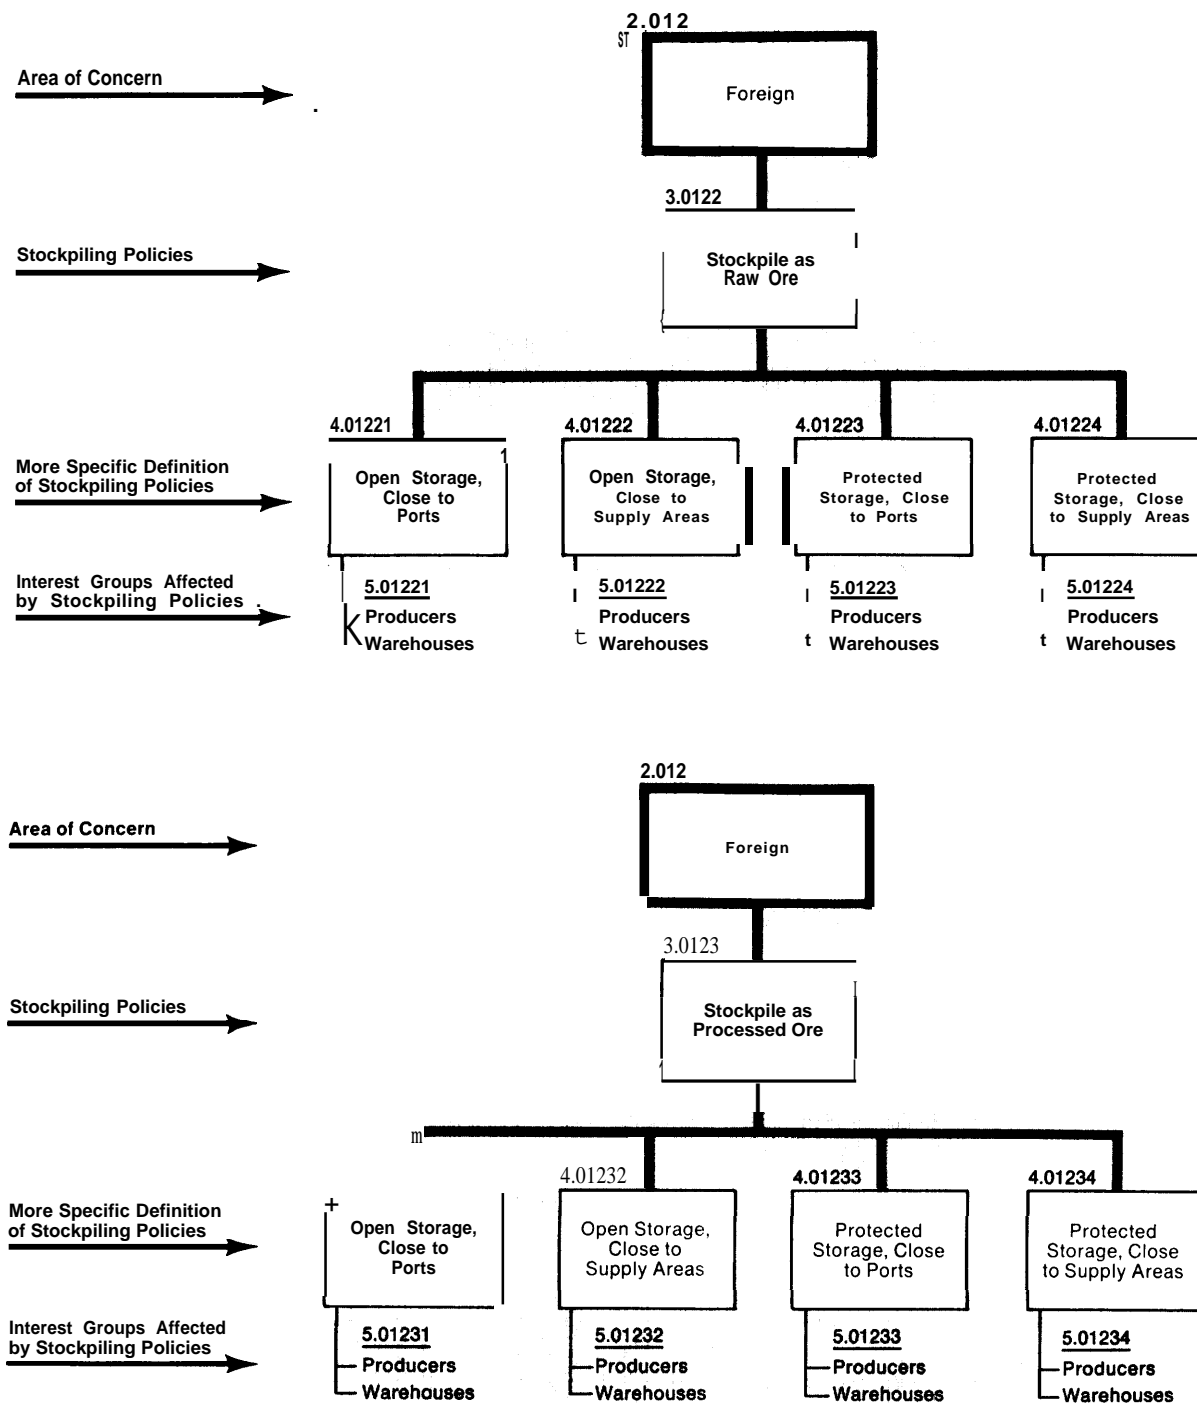 2.012
ST
Area of Concern
Foreign
3.0122
Stockpiling Policies
Stockpile as
Raw Ore
4.01221
4.01222
4.01223
4.01224
More Specific Definition
of Stockpiling Policies
Open Storage,
Close to
Ports
Open Storage,
Close to
Supply Areas
Protected
Storage, Close
to Ports
Protected
Storage, Close
to Supply Areas
Interest Groups Affected
by Stockpiling Policies
5.01221
Producers
Warehouses
5.01222
Producers
Warehouses
5.01223
Producers
Warehouses
5.01224
Producers
Warehouses
2.012
Area of Concern
Foreign
3.0123
Stockpiling Policies
Stockpile as
Processed Ore
4.01232
4.01233
4.01234
More Specific Definition
of Stockpiling Policies
Open Storage,
Close to
Ports
Open Storage,
Close to
Supply Areas
Protected
Storage, Close
to Ports
Protected
Storage, Close
to Supply Areas
Interest Groups Affected
by Stockpiling Policies
5.01231
Producers
Warehouses
5.01232
Producers
Warehouses
5.01233
Producers
Warehouses
5.01234
Producers
Warehouses